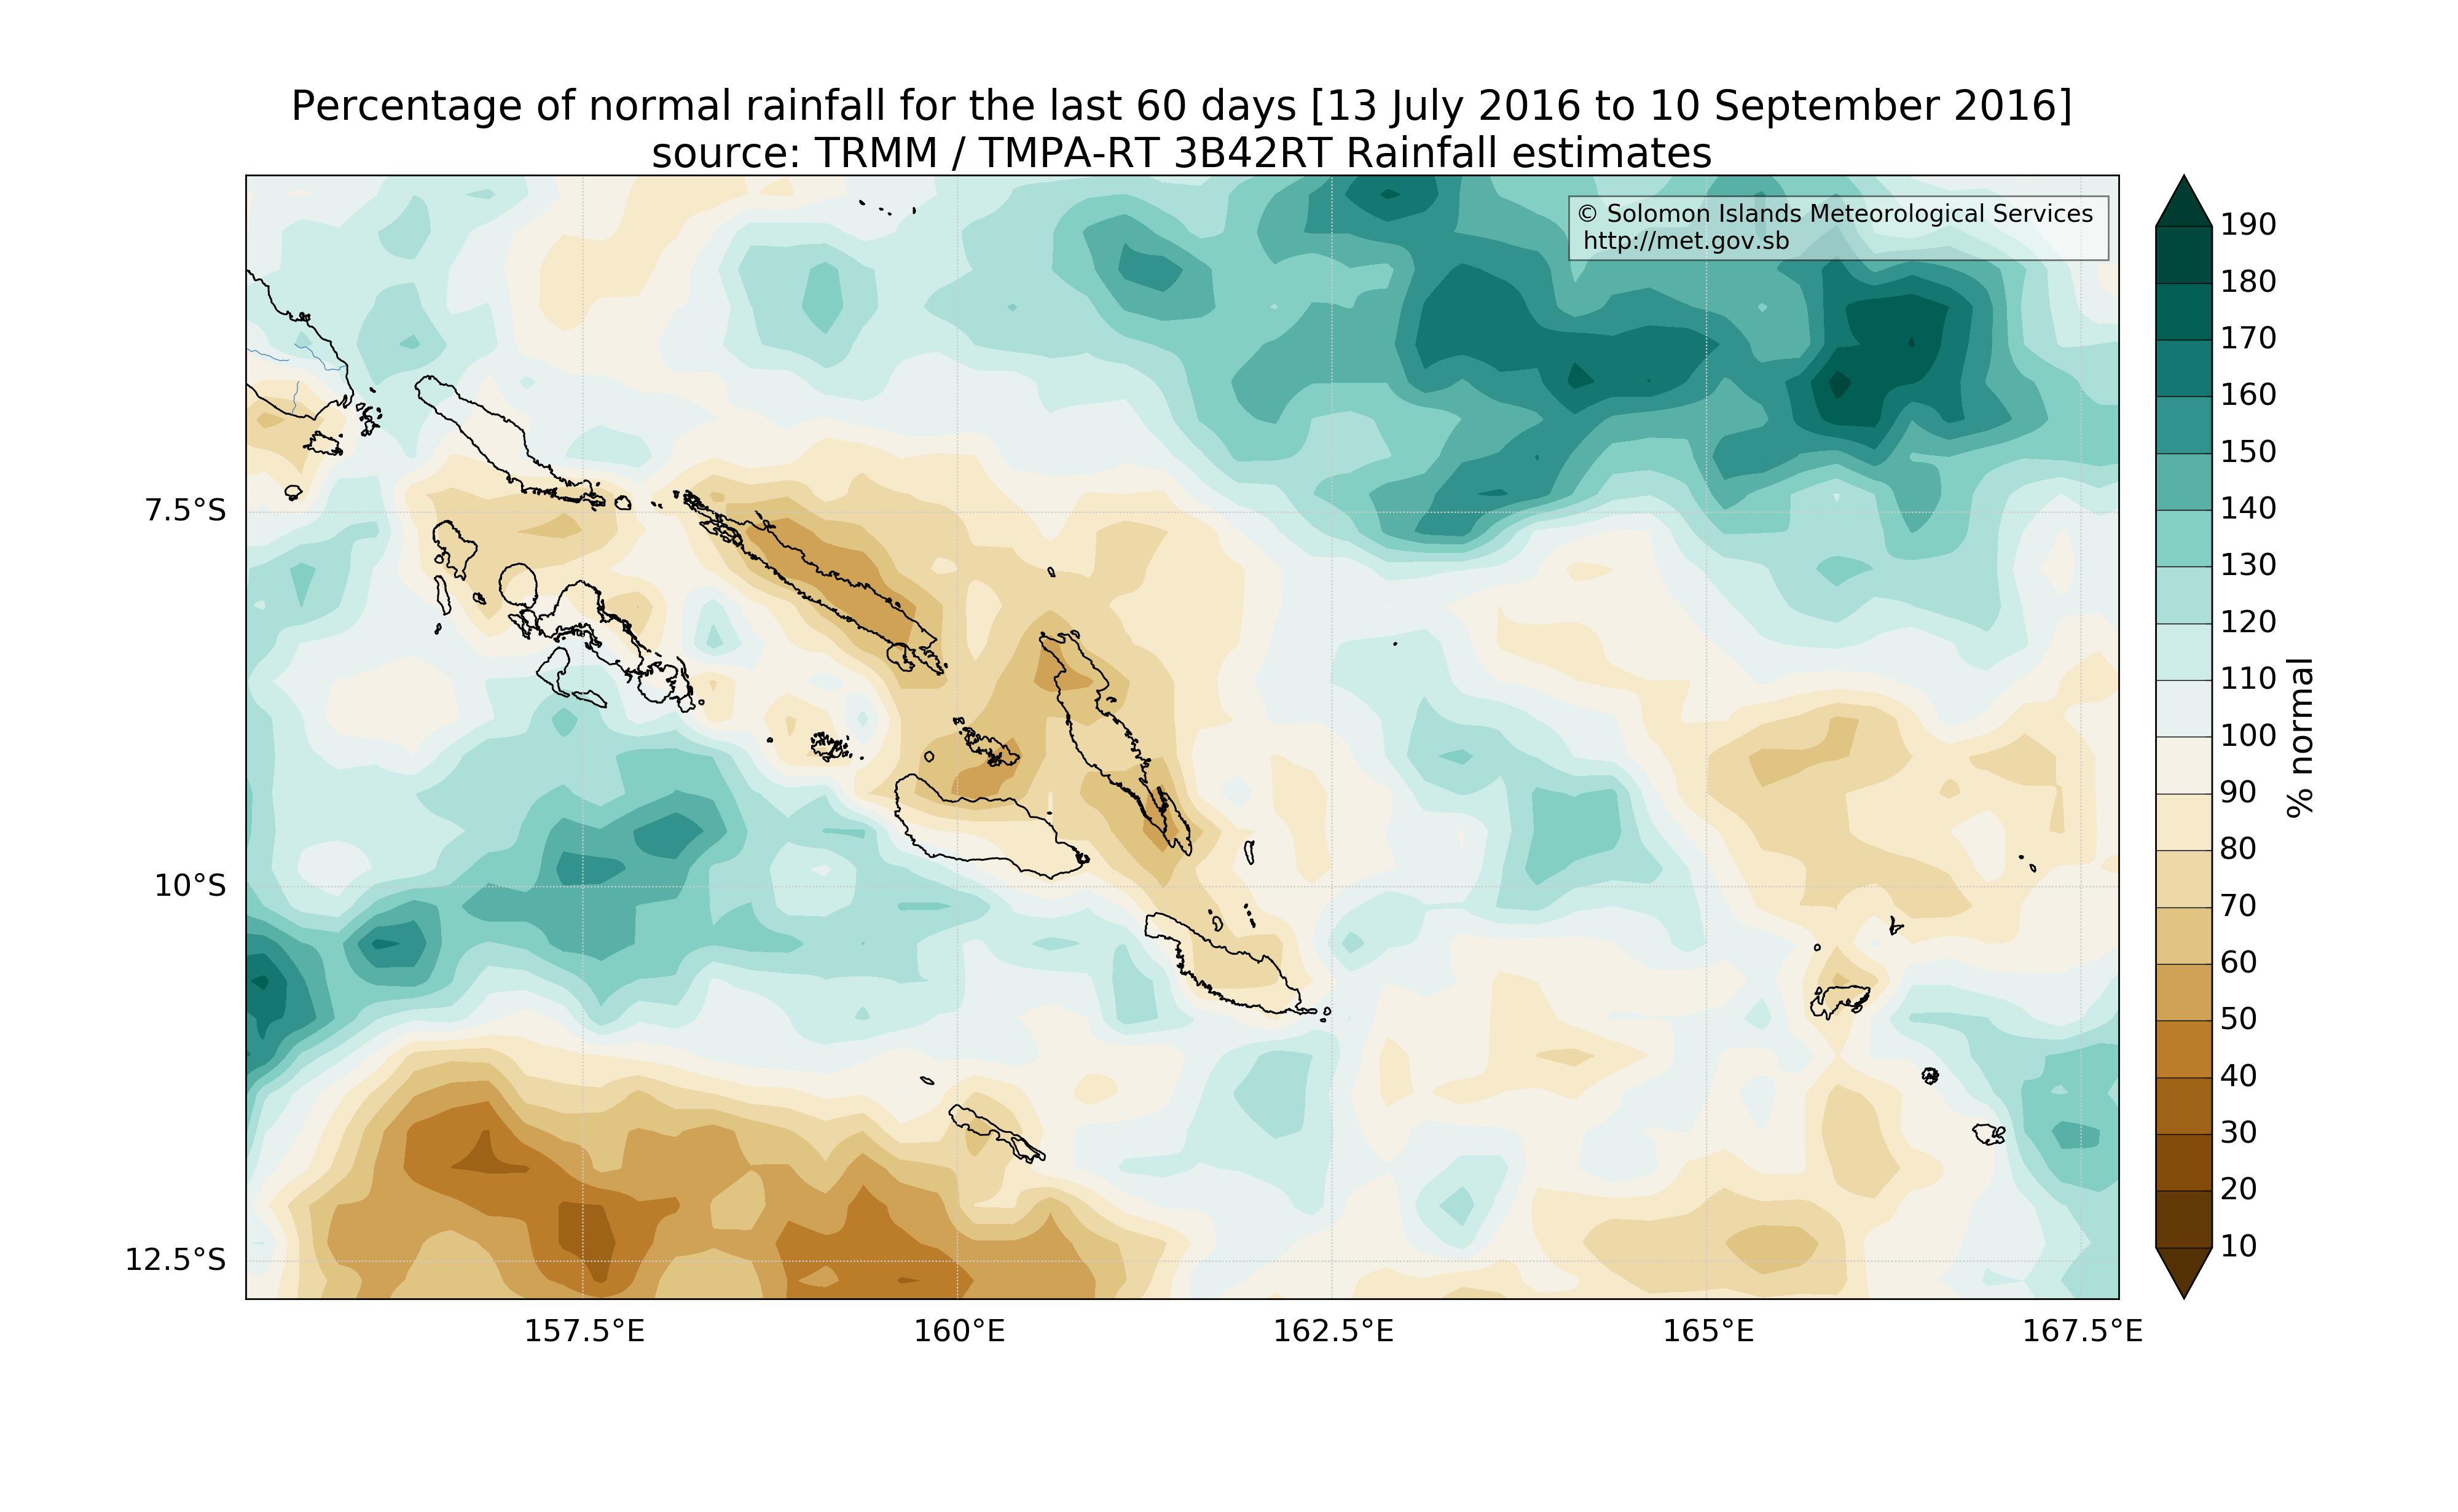 Percentage of normal rainfall for the last 60 days [13 July 2016 to 10 September 2016]
source: TRMM / TMPA-RT 3B42RT Rainfall estimates
© Solomon Islands Meteorological Services
http://met.gov.sb
7.5°S
10°S
12.5°S
157.5°E
160°E
162.5°E
165°E
167.5°E
190
180
170
160
150
140
130
120
110
100
90
80
70
60
50
40
30
20
10
% normal